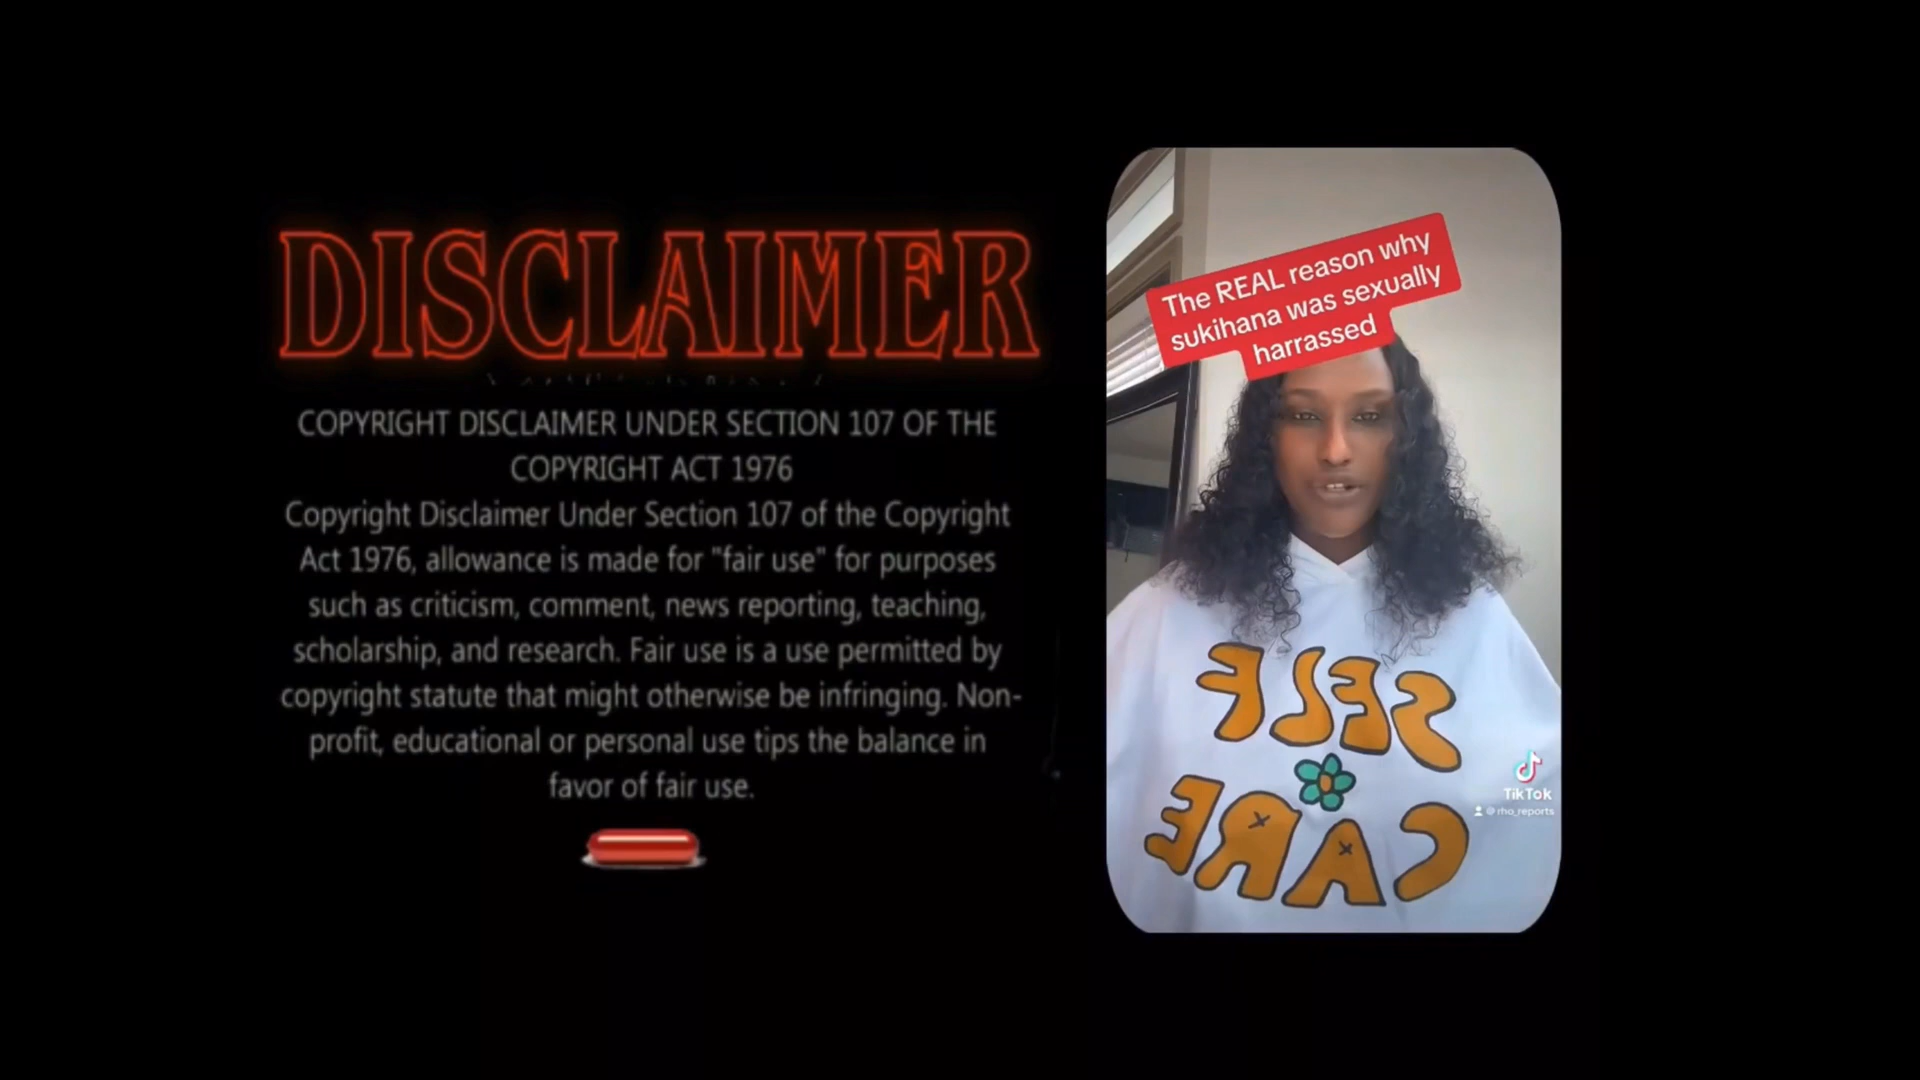 DISCLAIMER
COPYRIGHT DISCLAIMER UNDER SECTION 107 OF THE
COPYRIGHT ACT 1976
Copyright Disclaimer Under Section 107 of the Copyright
Act 1976, allowance is made for "fair use" for purposes
such as criticism, comment, news reporting, teaching,
scholarship, and research. Fair use is a use permitted by
copyright statute that might otherwise be infringing. Non-
profit, educational or personal use tips the balance in
favor of fair use.
The REAL reason why
sukihana was sexually
harrassed
SELF
CARE
TikTok
@rho_reports